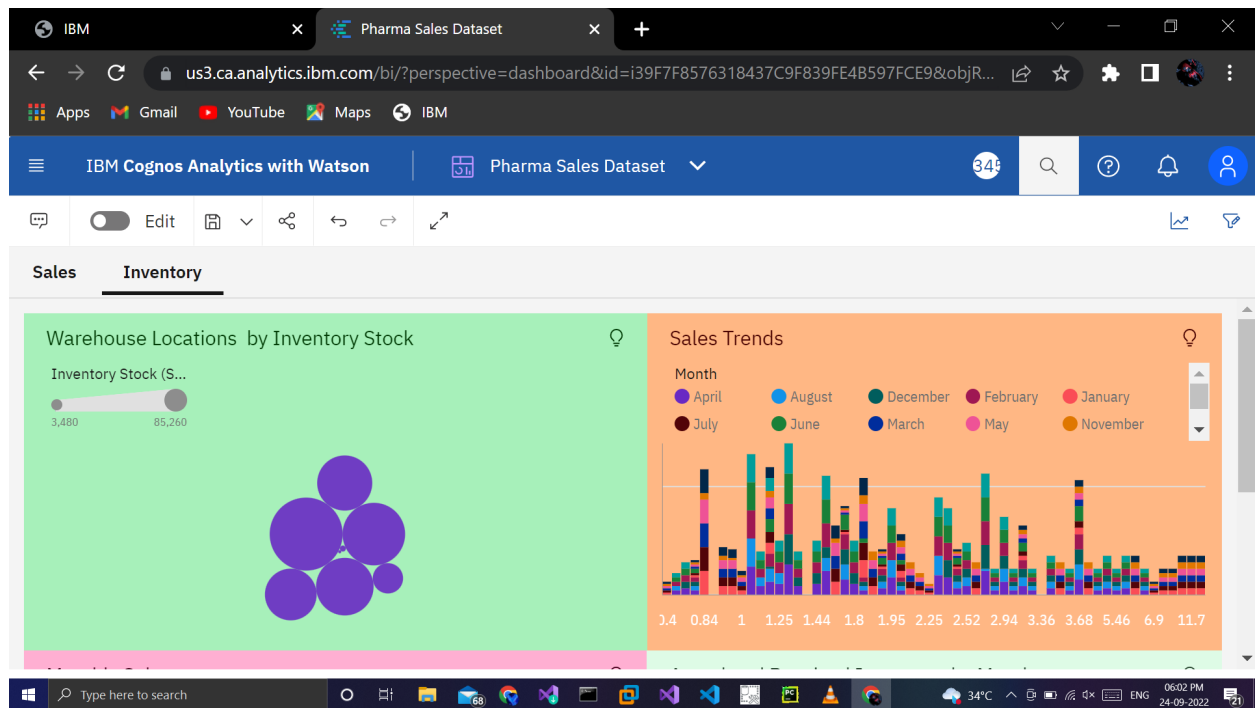 IBM
Pharma Sales Dataset
us3.ca.analytics.ibm.com/bi/?perspective=dashboard&id=i39F7F8576318437C9F839FE4B597FCE9&objR...
Apps Gmail YouTube Maps IBM
IBM Cognos Analytics with Watson Pharma Sales Dataset 345
Edit
Sales Inventory
Warehouse Locations by Inventory Stock
Inventory Stock (S...
3,480 85,260
Sales Trends
Month
April August December February January
July June March May November
0.4 0.84 1 1.25 1.44 1.8 1.95 2.25 2.52 2.94 3.36 3.68 5.46 6.9 11.7
Type here to search 68 34°C ENG 06:02 PM
24-09-2022 21